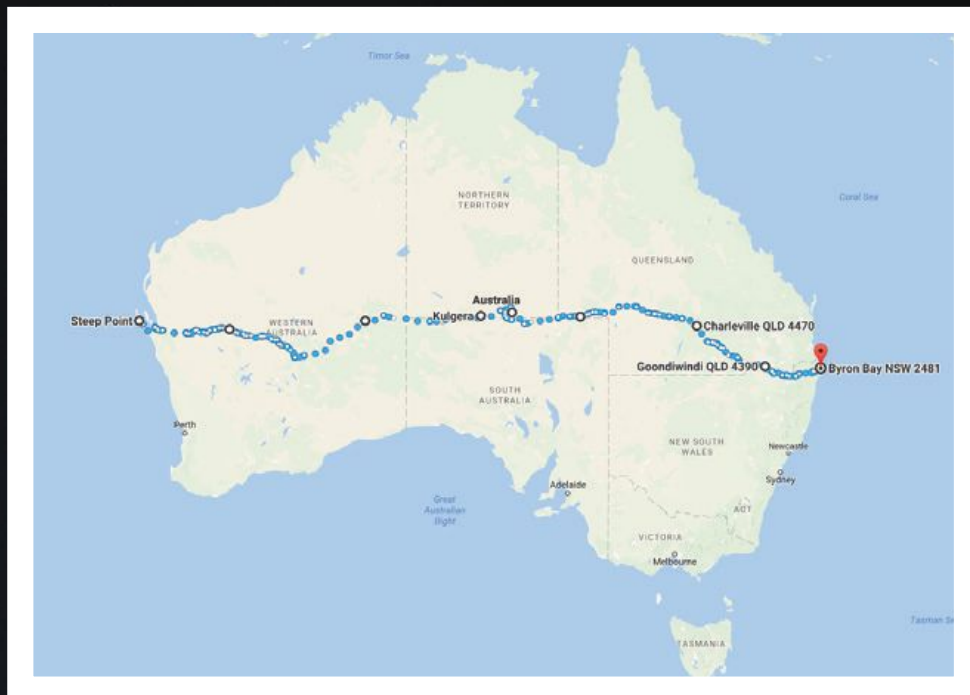 Timor Sea
NORTHERN
TERRITORY
Coral Sea
QUEENSLAND
Australia
Steep Point
WESTERN
AUSTRALIA
Kulgera
Charleville QLD 4470
Goondiwindi QLD 4390
Byron Bay NSW 2481
SOUTH
AUSTRALIA
Perth
NEW SOUTH
WALES
Newcastle
Sydney
Adelaide
Great
Australian
Bight
ACT
VICTORIA
Melbourne
Tasman Se
TASMANIA